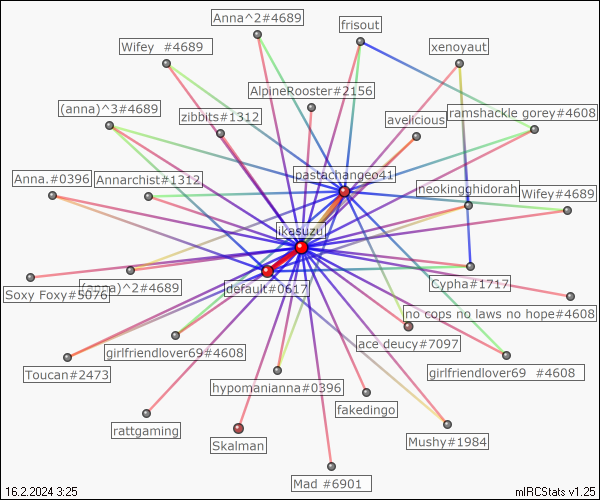 Anna^2#4689
frisout
Wifey  #4689
xenoyaut
AlpineRooster#2156
(anna)^3#4689
zibbits#1312
avelicious
ramshackle gorey#4608
pastachangeo41
Anna.#0396
Annarchist#1312
neokingghidorah
Wifey#4689
ikasuzu
Soxy Foxy#5076
(anna)^2#4689
default#0617
Cypha#1717
no cops no laws no hope#4608
girlfriendlover69#4608
ace deucy#7097
Toucan#2473
girlfriendlover69  #4608
hypomanianna#0396
fakedingo
rattgaming
Skalman
Mushy#1984
Mad #6901
16.2.2024 3:25
mIRCStats v1.25